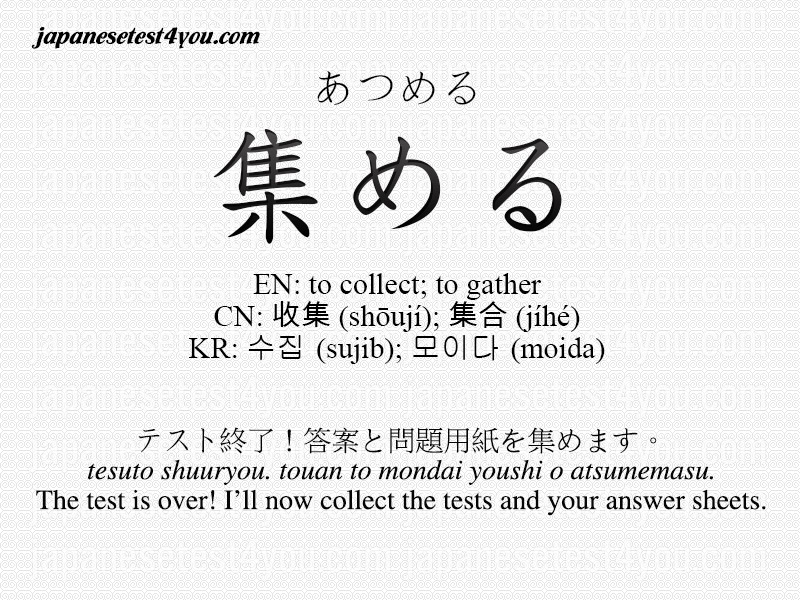 japanesetest4you.com
あつめる
集める
EN: to collect; to gather
CN: 收集 (shōují); 集合 (jíhé)
KR: 수집 (sujib); 모이다 (moida)
テスト終了！答案と問題用紙を集めます。
tesuto shuuryou. touan to mondai youshi o atsumemasu.
The test is over! I’ll now collect the tests and your answer sheets.